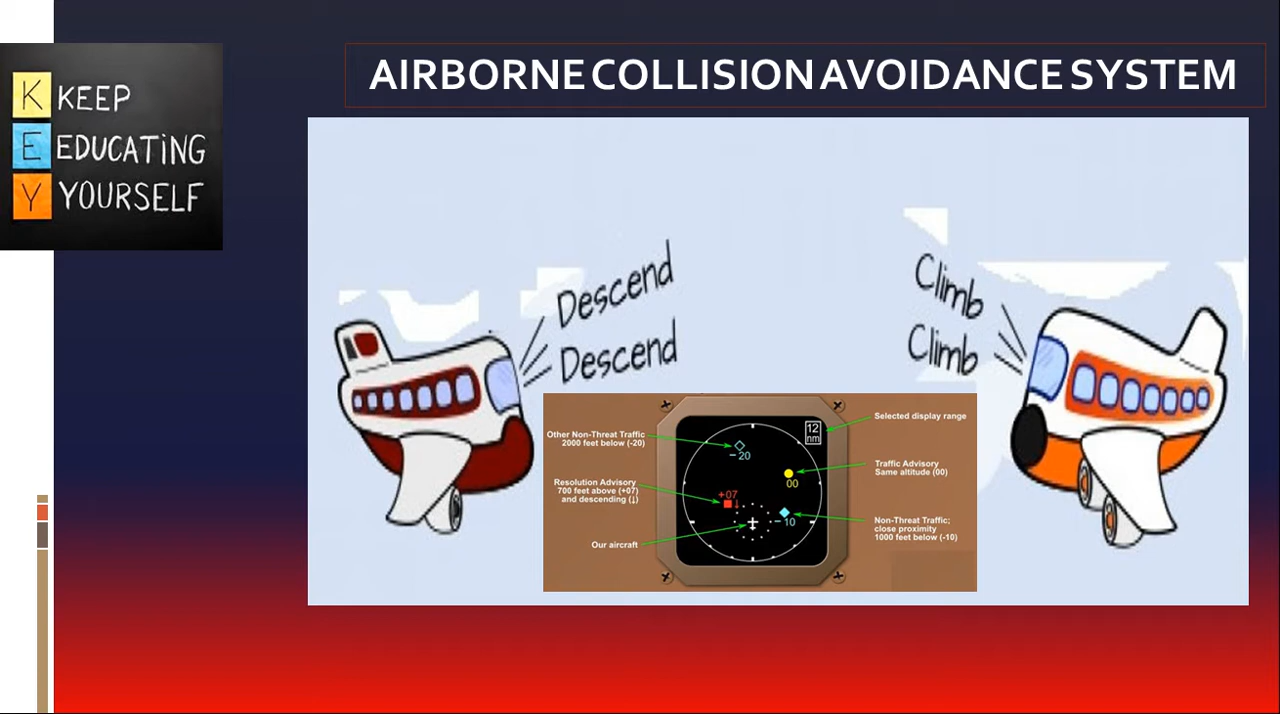 AIRBORNE COLLISION AVOIDANCE SYSTEM
K KEEP
E EDUCATING
Y YOURSELF
Descend
Descend
Climb
Climb
Other Non-Threat Traffic
2000 feet below (-20)
Resolution Advisory
700 feet above (+07)
and descending (↓)
Our aircraft
12
nm
-20
00
+07↓
-10
Selected display range
Traffic Advisory
Same altitude (00)
Non-Threat Traffic;
close proximity
1000 feet below (-10)